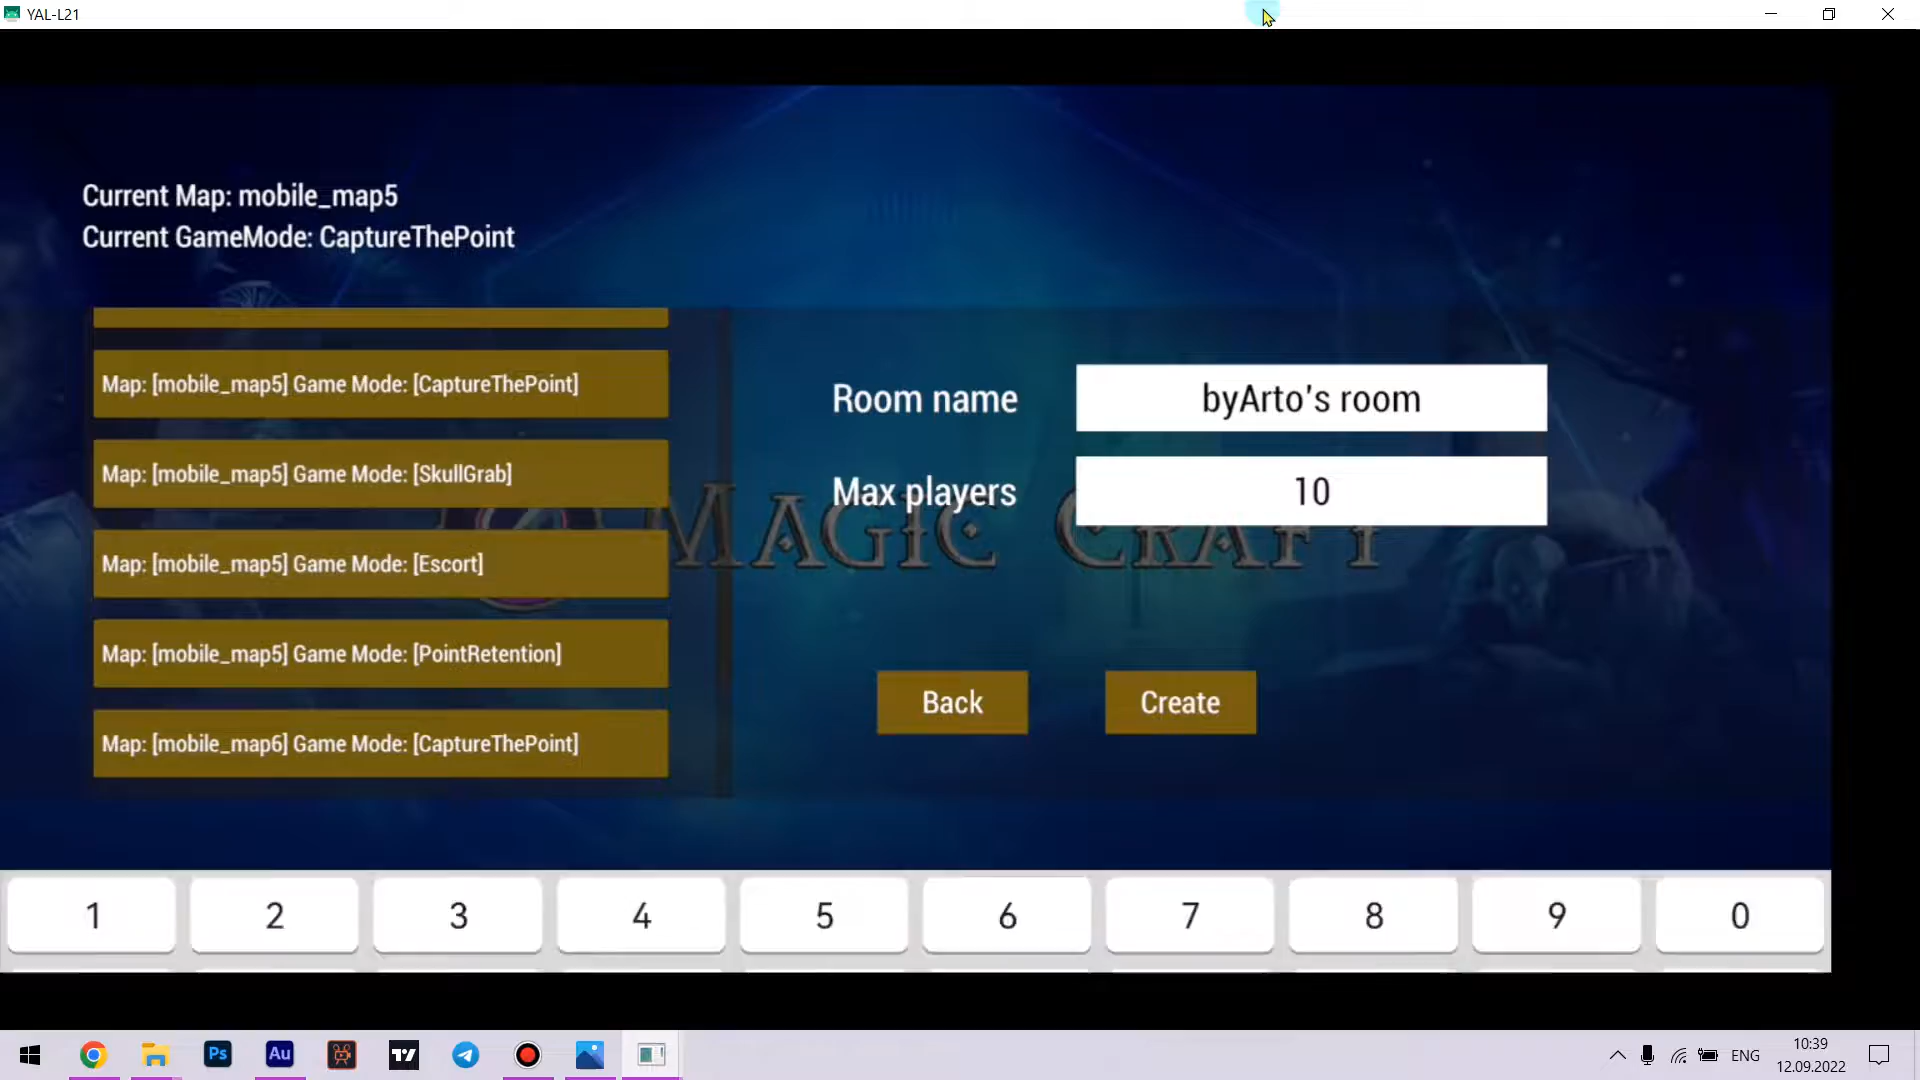 YAL-L21
Current Map: mobile_map5
Current GameMode: CaptureThePoint
Map: [mobile_map5] Game Mode: [CaptureThePoint]
Map: [mobile_map5] Game Mode: [SkullGrab]
Map: [mobile_map5] Game Mode: [Escort]
Map: [mobile_map5] Game Mode: [PointRetention]
Map: [mobile_map6] Game Mode: [CaptureThePoint]
Room name
byArto's room
Max players
10
MAGIC CRAFT
Back
Create
1 2 3 4 5 6 7 8 9 0
Ps
Au
ENG
10:39
12.09.2022